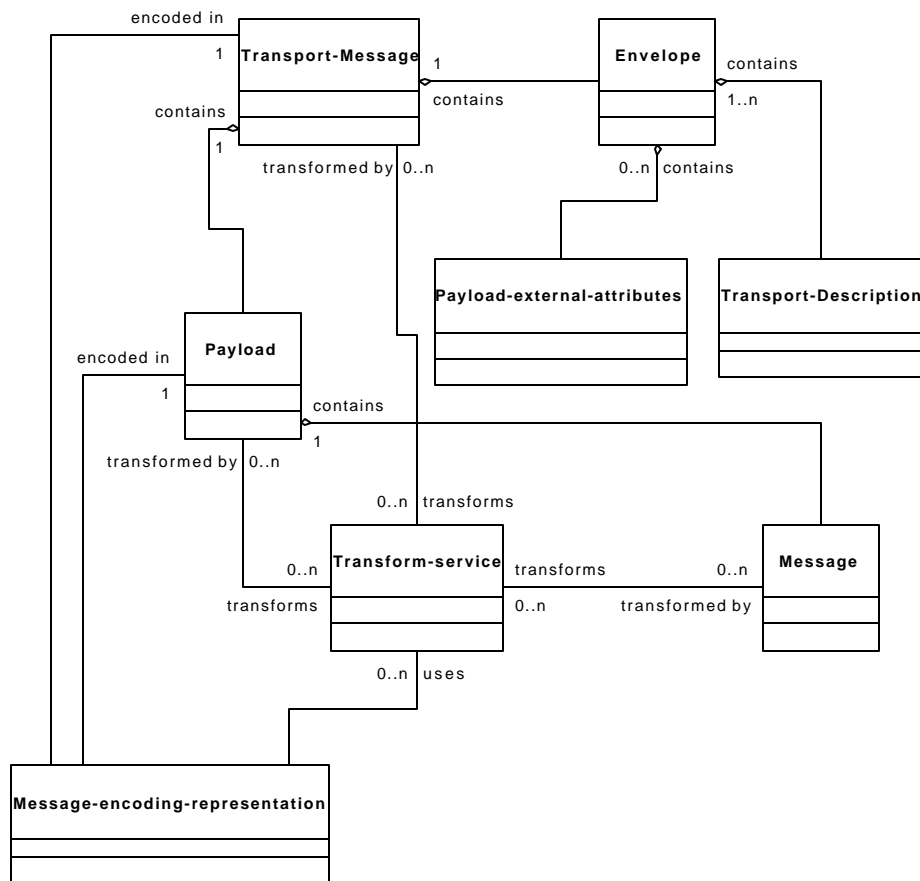 encoded in
1
Transport-Message
1
contains
Envelope
contains
1..n
contains
1
transformed by 0..n
0..n contains
Payload-external-attributes
Transport-Description
encoded in
1
Payload
contains
1
transformed by 0..n
0..n transforms
Transform-service
0..n
transforms
transforms
0..n
0..n
transformed by
Message
0..n uses
Message-encoding-representation